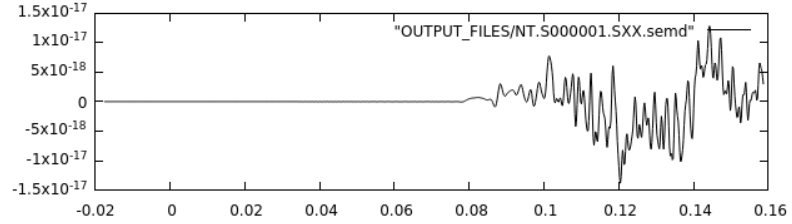 1.5x10-17
"OUTPUT_FILES/NT.S000001.SXX.semd"
1x10-17
5x10-18
0
-5x10-18
-1x10-17
-1.5x10-17
-0.02 0 0.02 0.04 0.06 0.08 0.1 0.12 0.14 0.16